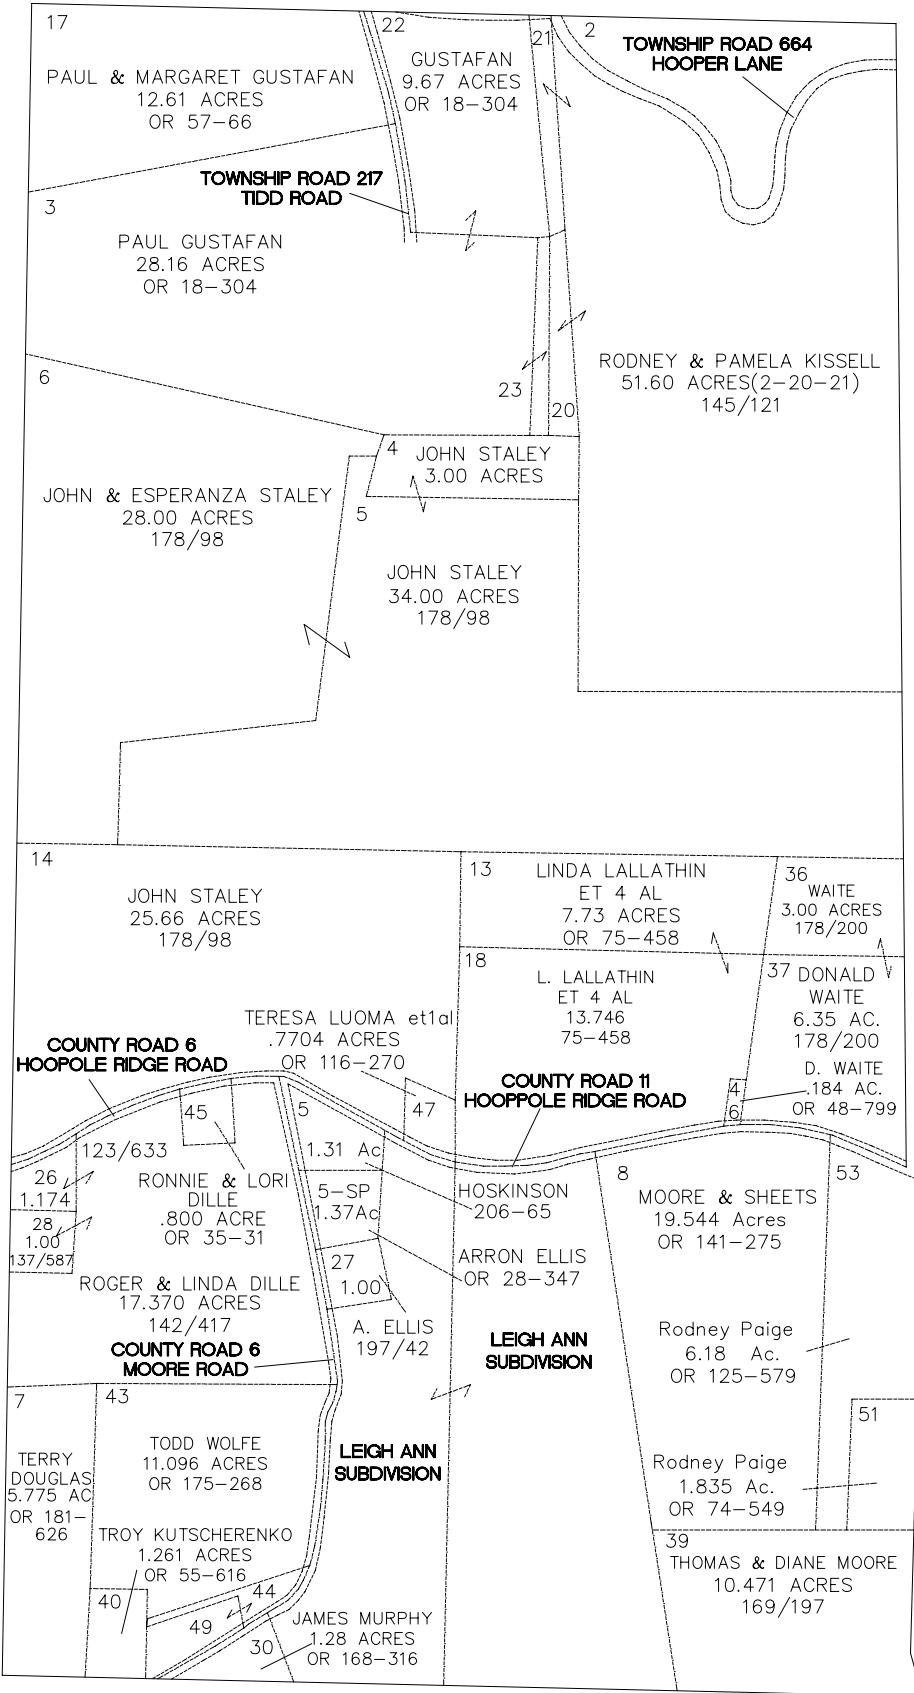 17
22
21
2
PAUL & MARGARET GUSTAFAN
12.61 ACRES
OR 57-66
GUSTAFAN
9.67 ACRES
OR 18-304
TOWNSHIP ROAD 664
HOOPER LANE
TOWNSHIP ROAD 217
TIDD ROAD
3
PAUL GUSTAFAN
28.16 ACRES
OR 18-304
RODNEY & PAMELA KISSELL
51.60 ACRES(2-20-21)
145/121
6
23
20
4
JOHN STALEY
3.00 ACRES
JOHN & ESPERANZA STALEY
28.00 ACRES
178/98
5
JOHN STALEY
34.00 ACRES
178/98
14
JOHN STALEY
25.66 ACRES
178/98
13
LINDA LALLATHIN
ET 4 AL
7.73 ACRES
OR 75-458
36
WAITE
3.00 ACRES
178/200
18
L. LALLATHIN
ET 4 AL
13.746
75-458
37
DONALD
WAITE
6.35 AC.
178/200
TERESA LUOMA et1al
.7704 ACRES
OR 116-270
COUNTY ROAD 6
HOOPOLE RIDGE ROAD
COUNTY ROAD 11
HOOPPOLE RIDGE ROAD
D. WAITE
.184 AC.
OR 48-799
4
6
45
5
47
123/633
1.31 Ac
26
1.174
RONNIE & LORI
DILLE
.800 ACRE
OR 35-31
5-SP
1.37Ac
HOSKINSON
206-65
8
53
MOORE & SHEETS
19.544 Acres
OR 141-275
28
1.00
137/587
27
1.00
ARRON ELLIS
OR 28-347
ROGER & LINDA DILLE
17.370 ACRES
142/417
A. ELLIS
197/42
LEIGH ANN
SUBDIVISION
Rodney Paige
6.18 Ac.
OR 125-579
COUNTY ROAD 6
MOORE ROAD
7
43
51
TERRY
DOUGLAS
5.775 AC
OR 181-
626
TODD WOLFE
11.096 ACRES
OR 175-268
LEIGH ANN
SUBDIVISION
Rodney Paige
1.835 Ac.
OR 74-549
TROY KUTSCHERENKO
1.261 ACRES
OR 55-616
39
THOMAS & DIANE MOORE
10.471 ACRES
169/197
40
44
49
30
JAMES MURPHY
1.28 ACRES
OR 168-316